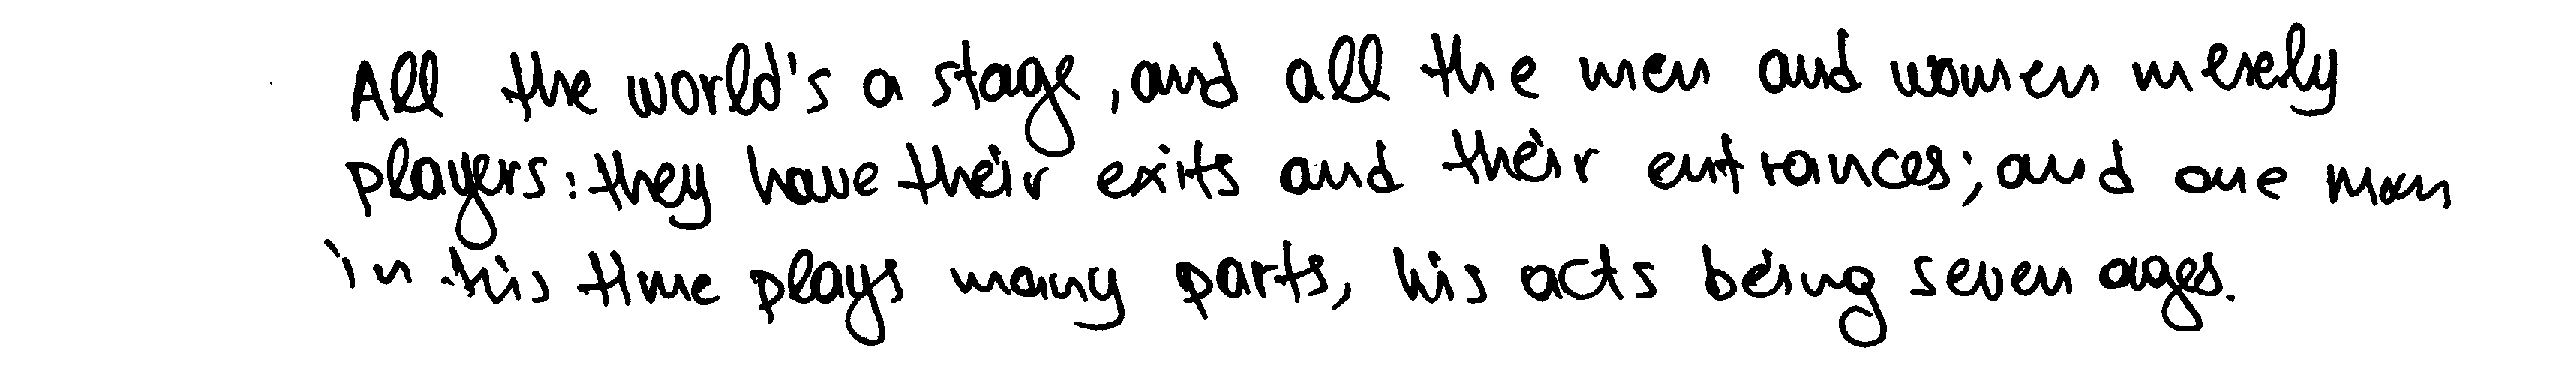 All the world's a stage, and all the men and women merely
players: they have their exits and their entrances; and one man
in this time plays many parts, his acts being seven ages.